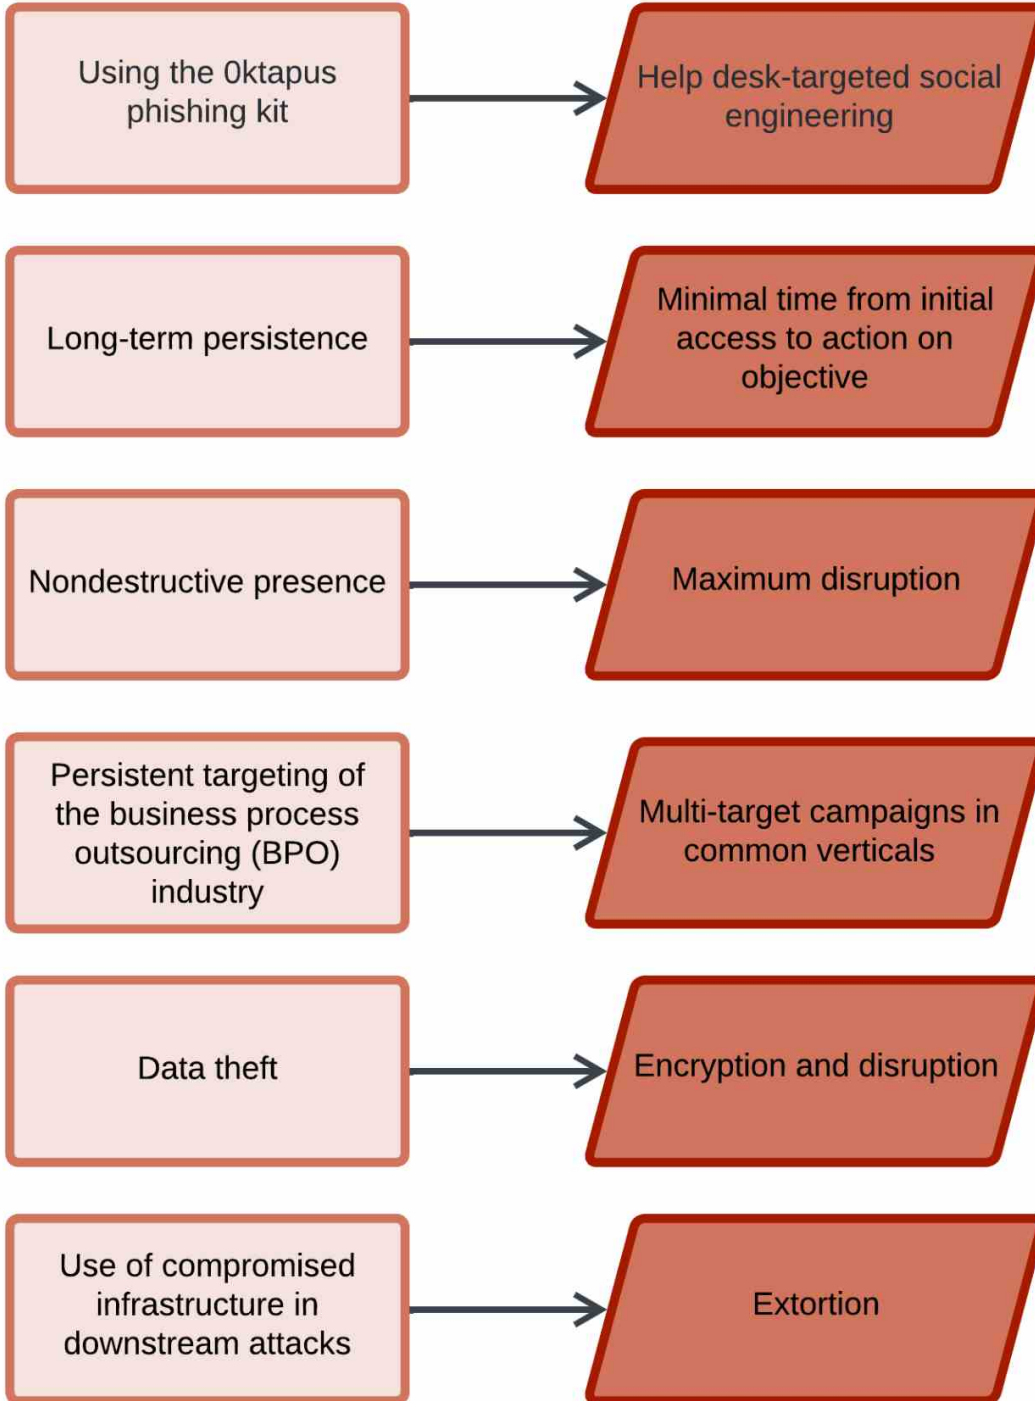 Using the 0ktapus
phishing kit
Help desk-targeted social
engineering
Long-term persistence
Minimal time from initial
access to action on
objective
Nondestructive presence
Maximum disruption
Persistent targeting of
the business process
outsourcing (BPO)
industry
Multi-target campaigns in
common verticals
Data theft
Encryption and disruption
Use of compromised
infrastructure in
downstream attacks
Extortion